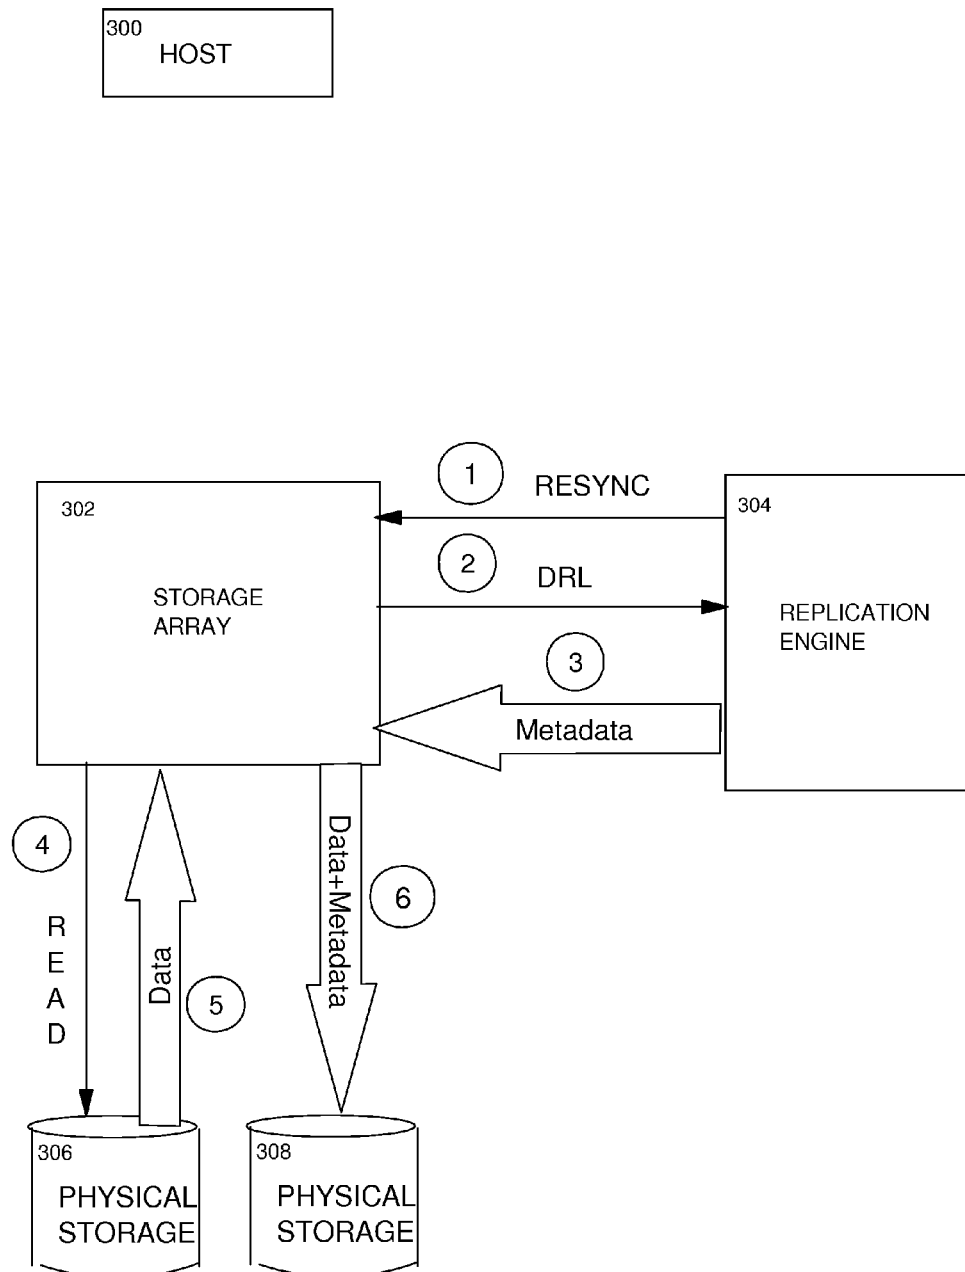 300
HOST
1
RESYNC
302
304
2
DRL
STORAGE
ARRAY
REPLICATION
ENGINE
3
Metadata
4
Data+Metadata
6
R
E
A
D
Data
5
306
308
PHYSICAL
STORAGE
PHYSICAL
STORAGE